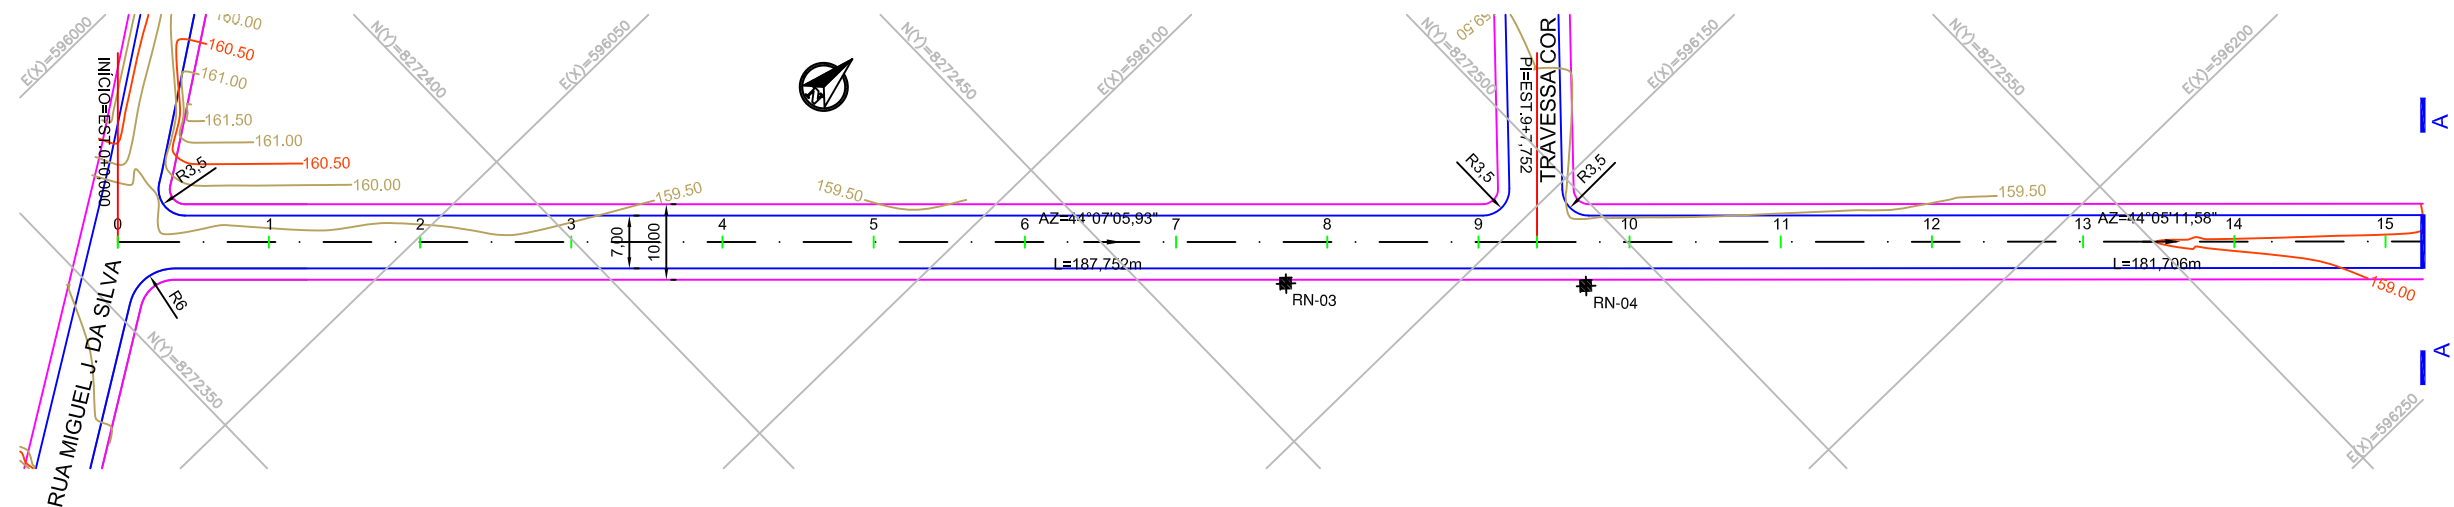 E(X)=596000
160.00
160.50
161.00
161.50
161.00
160.50
160.00
INÍCIO=EST.0+0,000
R3,5
N(Y)=8272400
E(X)=596050
159.50
159.50
N
N(Y)=8272450
E(X)=596100
N(Y)=8272500
59.50
PI=EST.9+7,752
TRAVESSA COR
R3,5
R3,5
E(X)=596150
N(Y)=8272550
E(X)=596200
159.50
A
0
1
2
3
4
5
6
7
8
9
10
11
12
13
14
15
AZ=44°07'05,93"
L=187,752m
AZ=44°05'11,58"
L=181,706m
7,00
10,00
RN-03
RN-04
159.00
R6
RUA MIGUEL J. DA SILVA
N(Y)=8272350
A
E(X)=596250